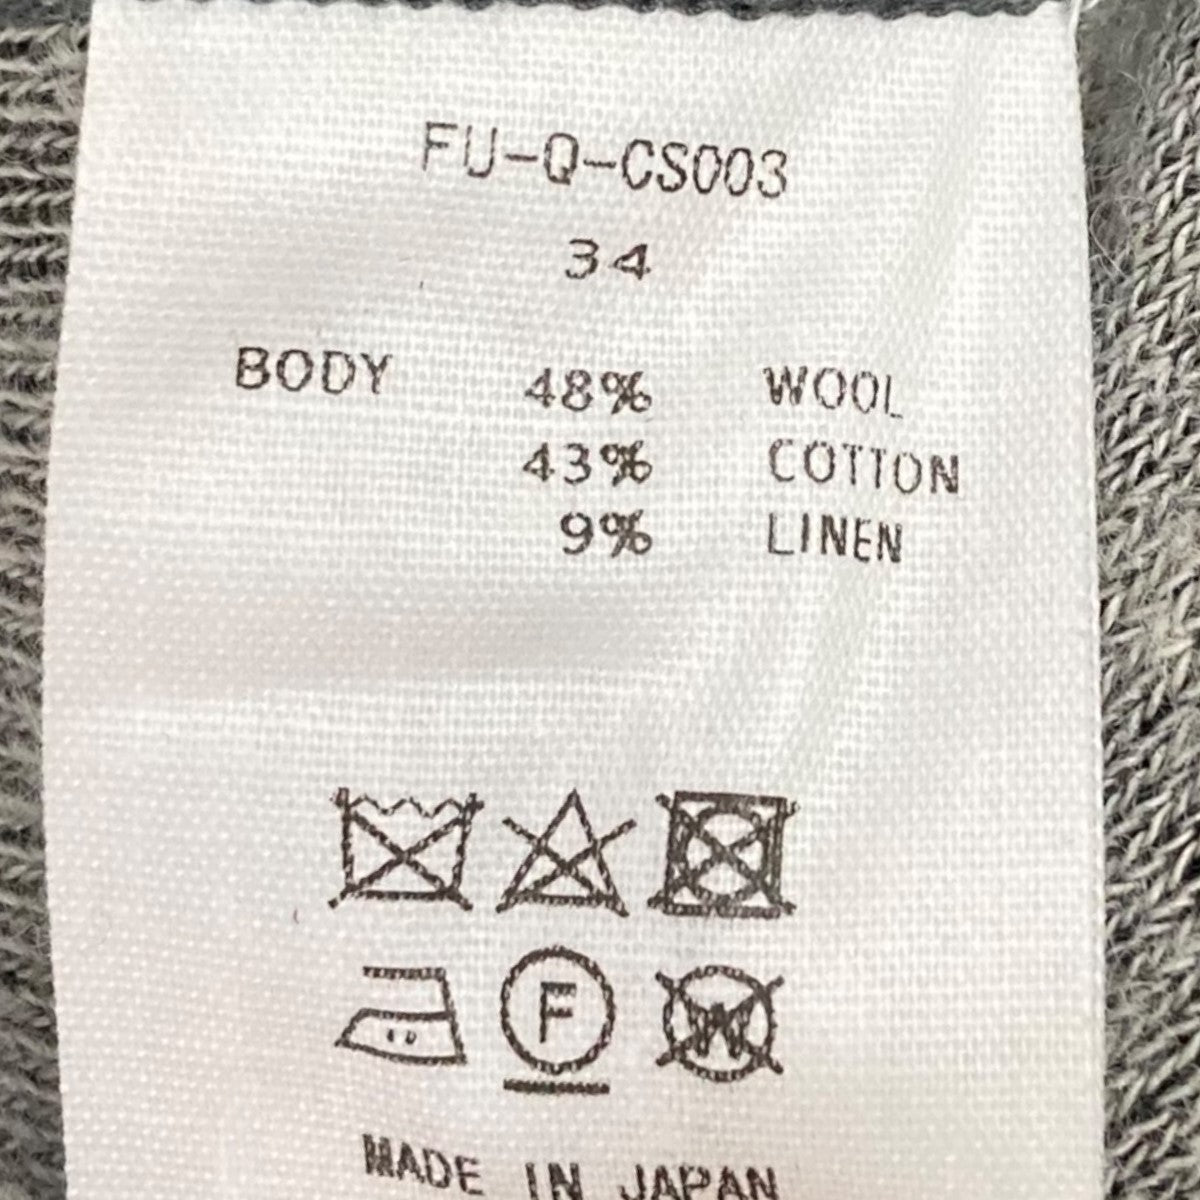 FU-Q-CS003
34
BODY 48% WOOL
43% COTTON
9% LINEN
F W
MADE IN JAPAN